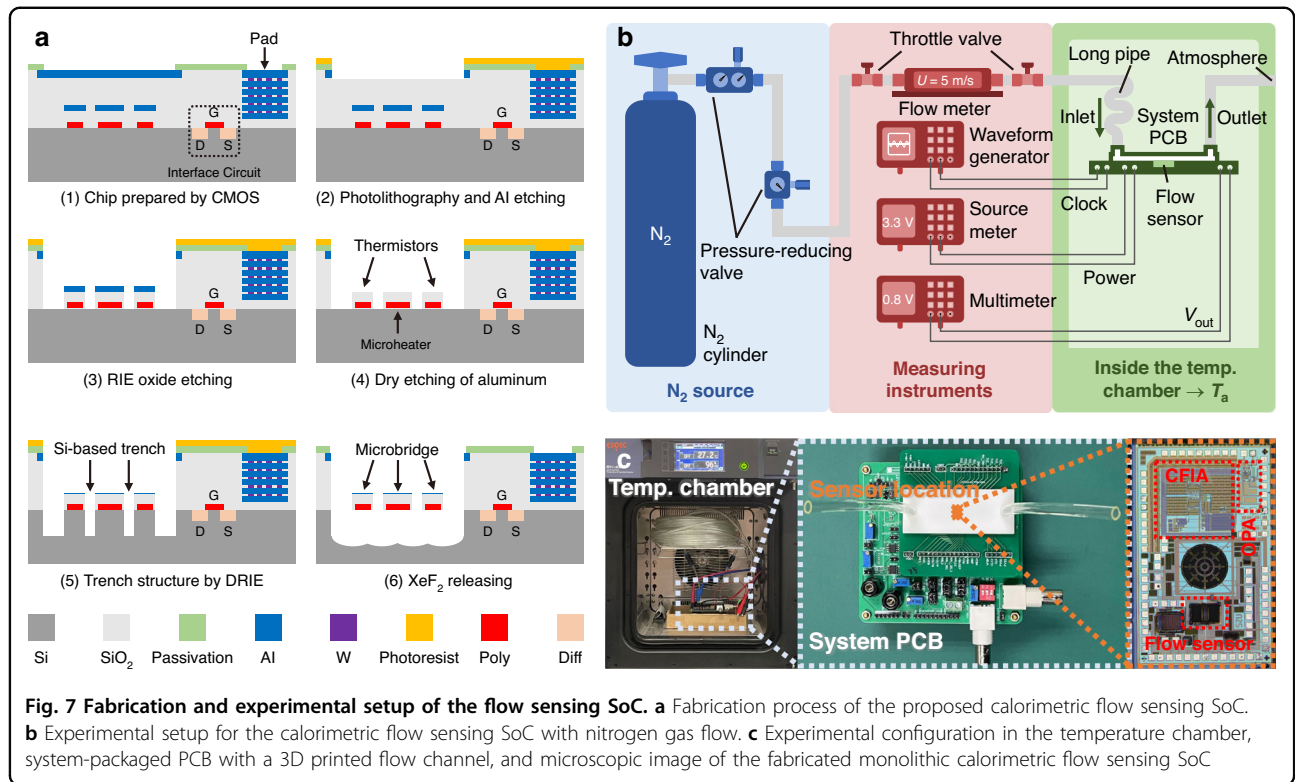 a
Pad
G
D S
Interface Circuit
(1) Chip prepared by CMOS
G
D S
(2) Photolithography and Al etching
G
D S
(3) RIE oxide etching
Thermistors
G
D S
Microheater
(4) Dry etching of aluminum
Si-based trench
G
D S
(5) Trench structure by DRIE
Microbridge
G
D S
(6) XeF2 releasing
Si SiO2 Passivation Al W Photoresist Poly Diff
b
N2
Pressure-reducing
valve
N2
cylinder
N2 source
Throttle valve
U = 5 m/s
Flow meter
Waveform
generator
3.3 V
Source
meter
0.8 V
Multimeter
Measuring
instruments
Long pipe
Atmosphere
Inlet
System
PCB
Outlet
Flow
sensor
Clock
Power
Vout
Inside the temp.
chamber → Ta
c
27.2
Temp. chamber
Sensor location
System PCB
CFIA
OPA
Flow sensor
Fig. 7 Fabrication and experimental setup of the flow sensing SoC. a Fabrication process of the proposed calorimetric flow sensing SoC.
b Experimental setup for the calorimetric flow sensing SoC with nitrogen gas flow. c Experimental configuration in the temperature chamber,
system-packaged PCB with a 3D printed flow channel, and microscopic image of the fabricated monolithic calorimetric flow sensing SoC